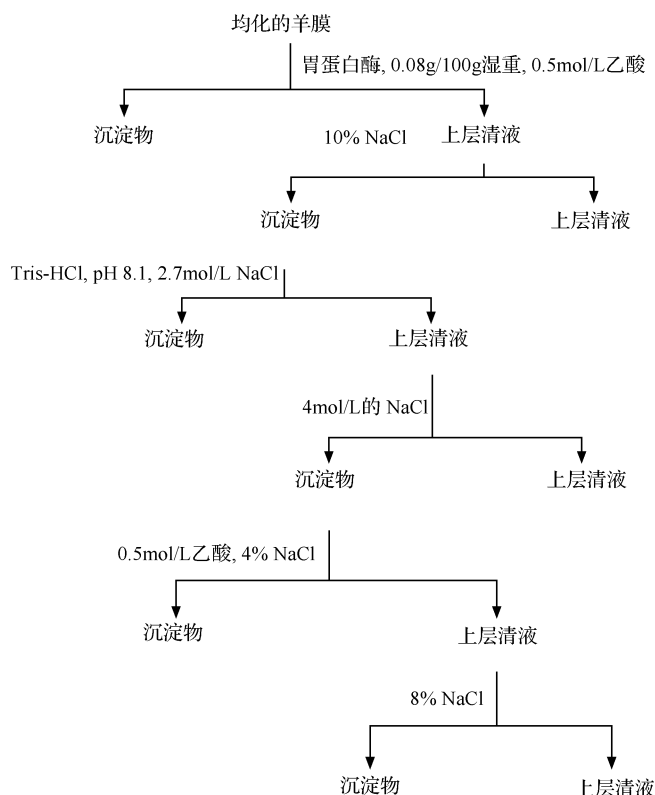 均化的羊膜
胃蛋白酶, 0.08g/100g湿重, 0.5mol/L乙酸
沉淀物
10% NaCl
上层清液
沉淀物
上层清液
Tris-HCl, pH 8.1, 2.7mol/L NaCl
沉淀物
上层清液
4mol/L的 NaCl
沉淀物
上层清液
0.5mol/L乙酸, 4% NaCl
沉淀物
上层清液
8% NaCl
沉淀物
上层清液